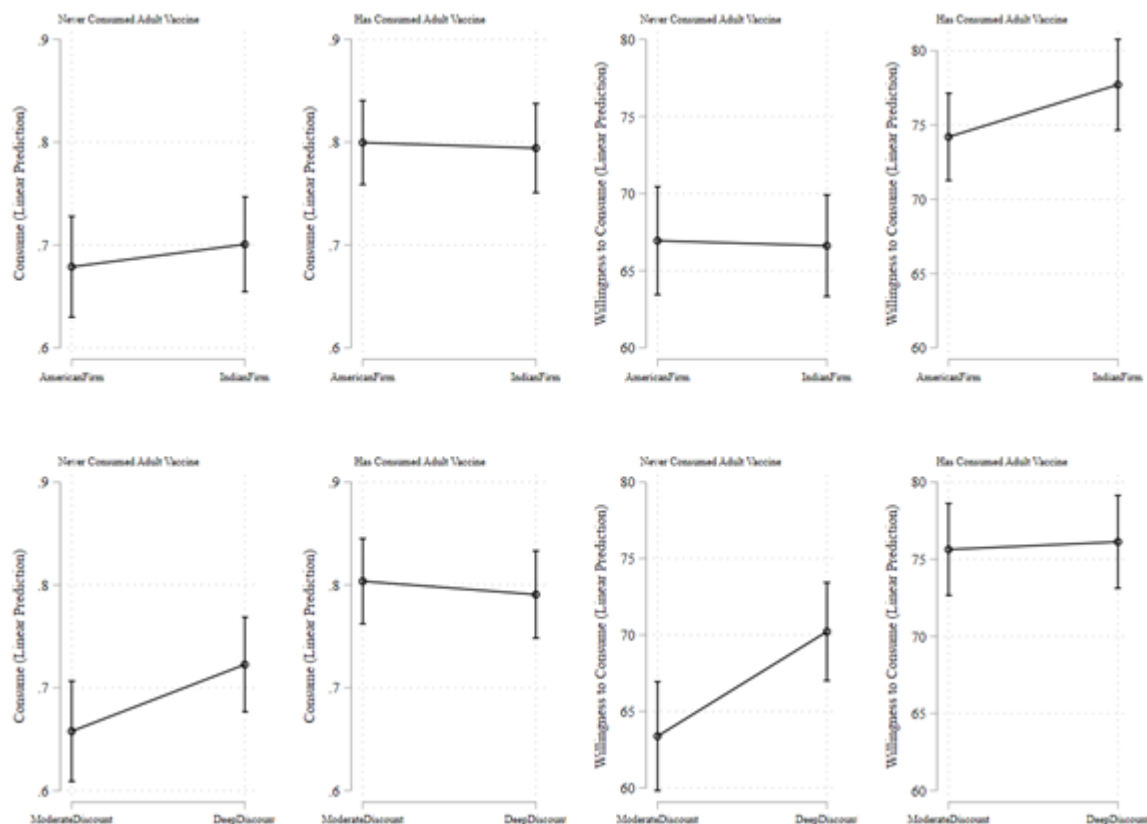 Never Consumed Adult Vaccine
Consume (Linear Prediction)
.9
.8
.7
.6
AmericanFirm IndianFirm
Has Consumed Adult Vaccine
Consume (Linear Prediction)
.9
.8
.7
.6
AmericanFirm IndianFirm
Never Consumed Adult Vaccine
Willingness to Consume (Linear Prediction)
80
75
70
65
60
AmericanFirm IndianFirm
Has Consumed Adult Vaccine
Willingness to Consume (Linear Prediction)
80
75
70
65
60
AmericanFirm IndianFirm
Never Consumed Adult Vaccine
Consume (Linear Prediction)
.9
.8
.7
.6
ModerateDiscount DeepDiscount
Has Consumed Adult Vaccine
Consume (Linear Prediction)
.9
.8
.7
.6
ModerateDiscount DeepDiscount
Never Consumed Adult Vaccine
Willingness to Consume (Linear Prediction)
80
75
70
65
60
ModerateDiscount DeepDiscount
Has Consumed Adult Vaccine
Willingness to Consume (Linear Prediction)
80
75
70
65
60
ModerateDiscount DeepDiscount